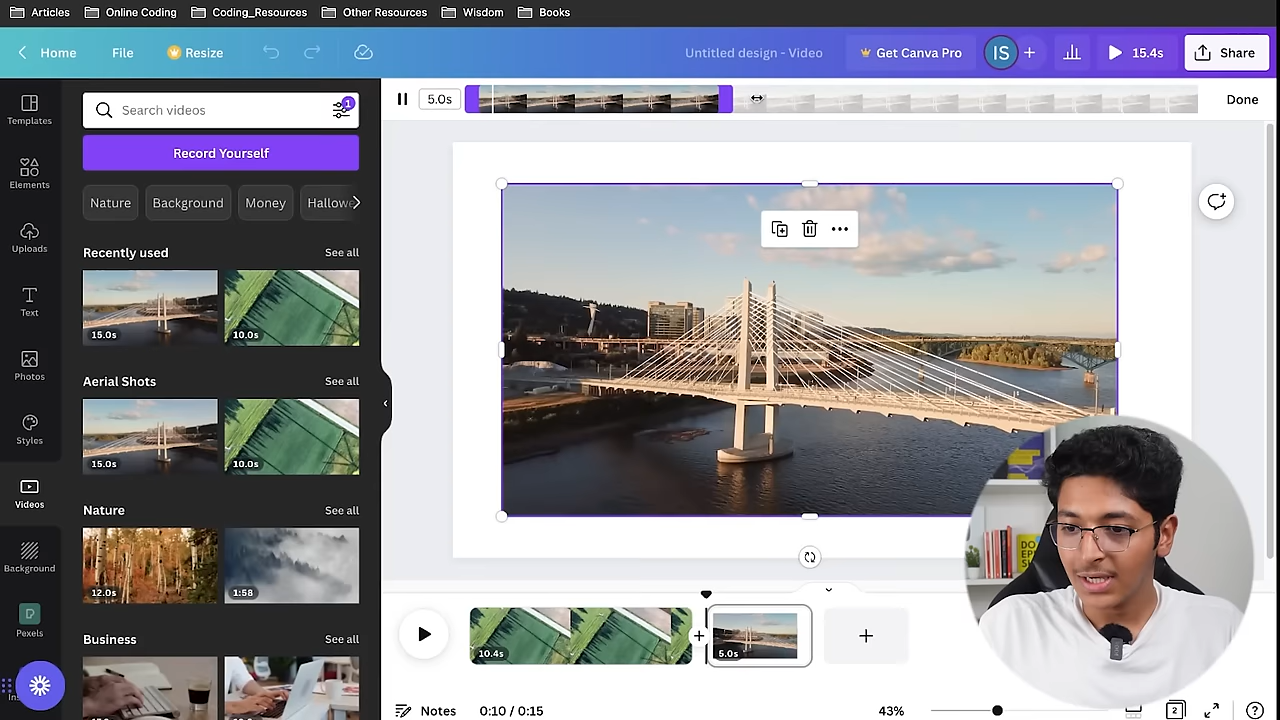 Articles Online Coding Coding_Resources Other Resources Wisdom Books
Home File Resize Untitled design - Video Get Canva Pro IS 15.4s Share
Templates
Elements
Uploads
Text
Photos
Styles
Videos
Background
Pexels
Search videos 1
Record Yourself
Nature Background Money Hallowe
Recently used See all
15.0s 10.0s
Aerial Shots See all
15.0s 10.0s
Nature See all
12.0s 1:58
Business See all
5.0s Done
10.4s 5.0s
Notes 0:10 / 0:15 43% 2